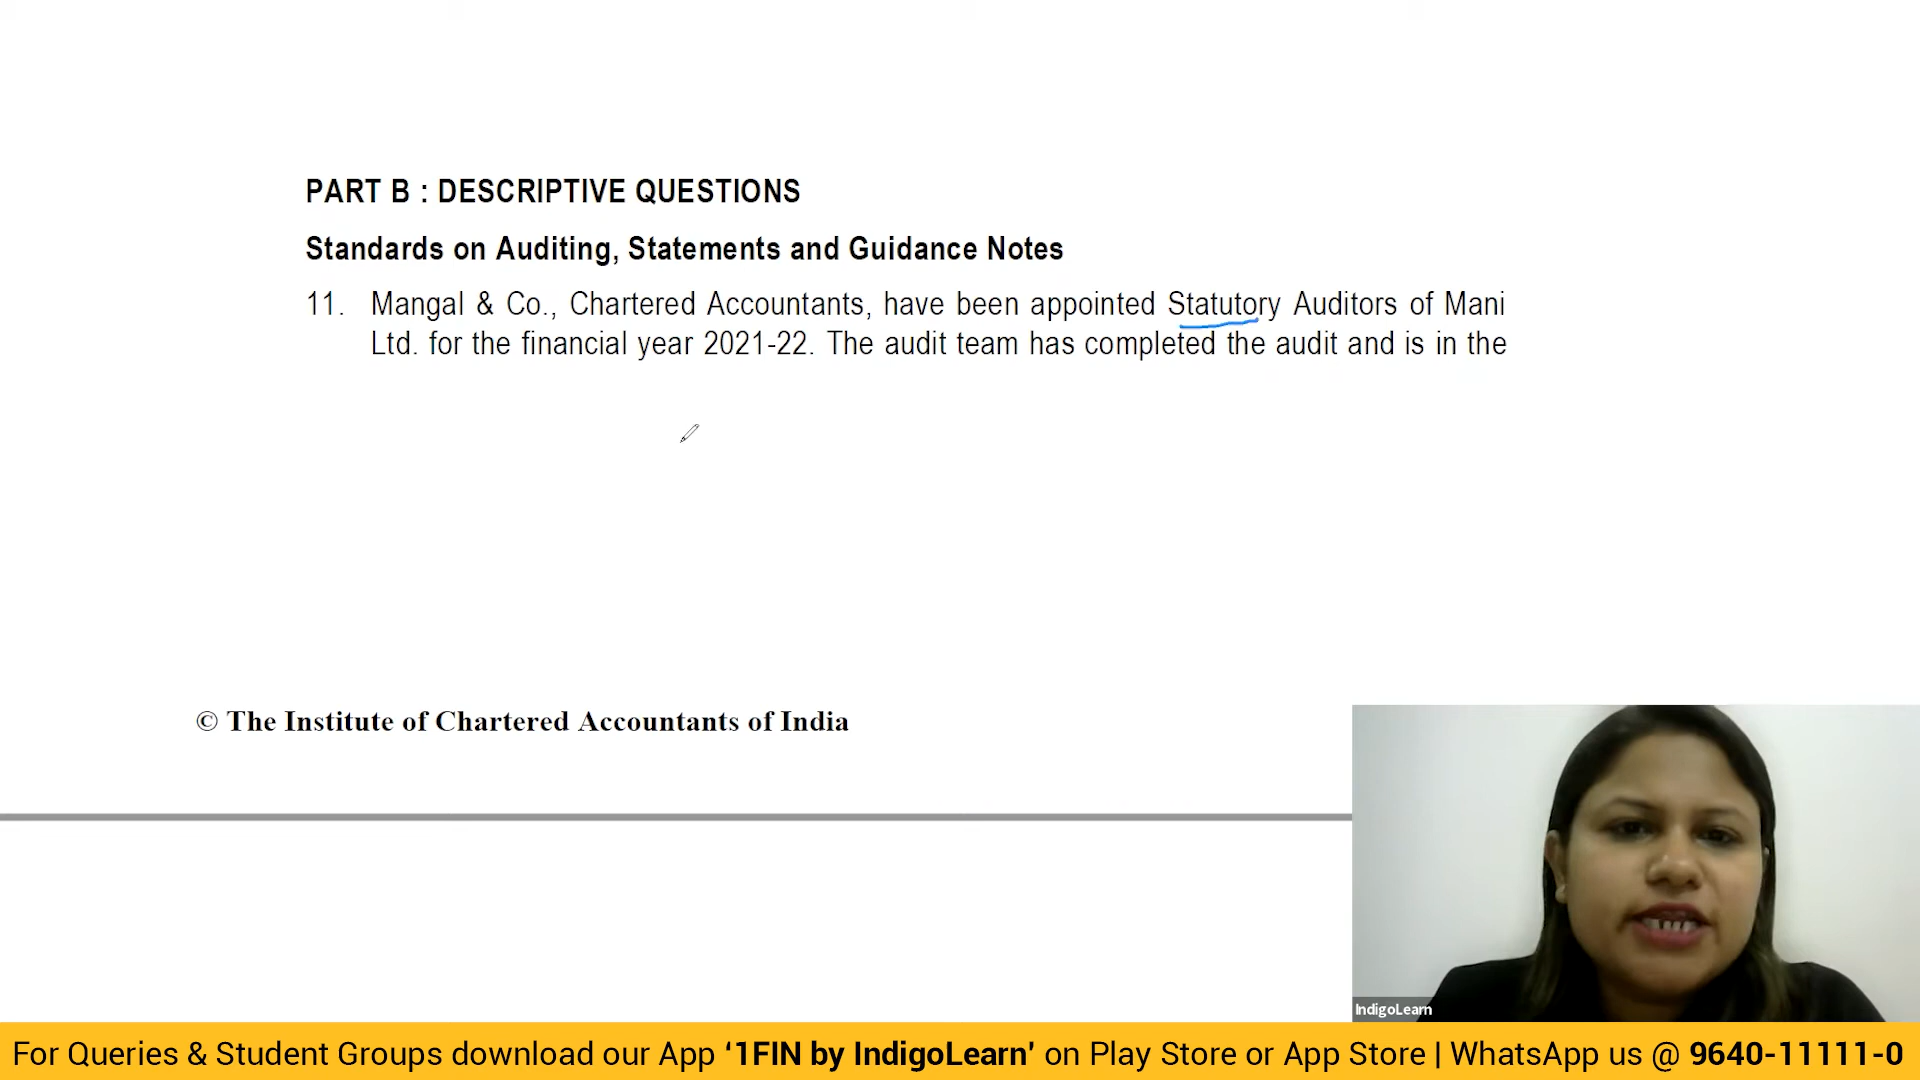 PART B : DESCRIPTIVE QUESTIONS
Standards on Auditing, Statements and Guidance Notes
11. Mangal & Co., Chartered Accountants, have been appointed Statutory Auditors of Mani
Ltd. for the financial year 2021-22. The audit team has completed the audit and is in the
© The Institute of Chartered Accountants of India
IndigoLearn
For Queries & Student Groups download our App ‘1FIN by IndigoLearn' on Play Store or App Store | WhatsApp us @ 9640-11111-0